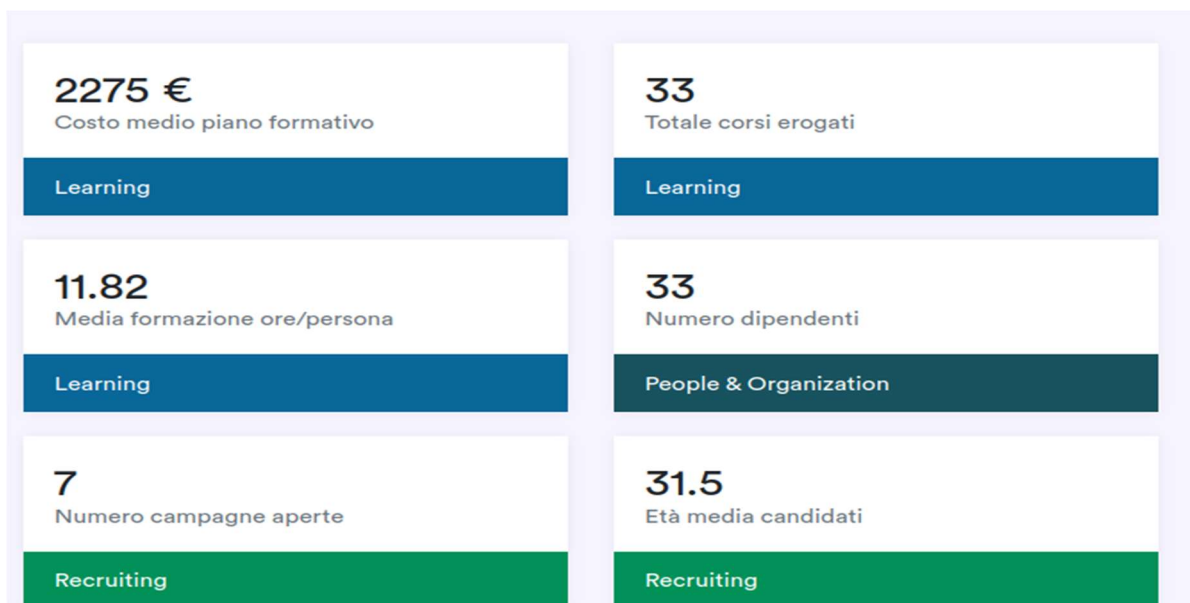 2275 €
Costo medio piano formativo
Learning
33
Totale corsi erogati
Learning
11.82
Media formazione ore/persona
Learning
33
Numero dipendenti
People & Organization
7
Numero campagne aperte
Recruiting
31.5
Età media candidati
Recruiting